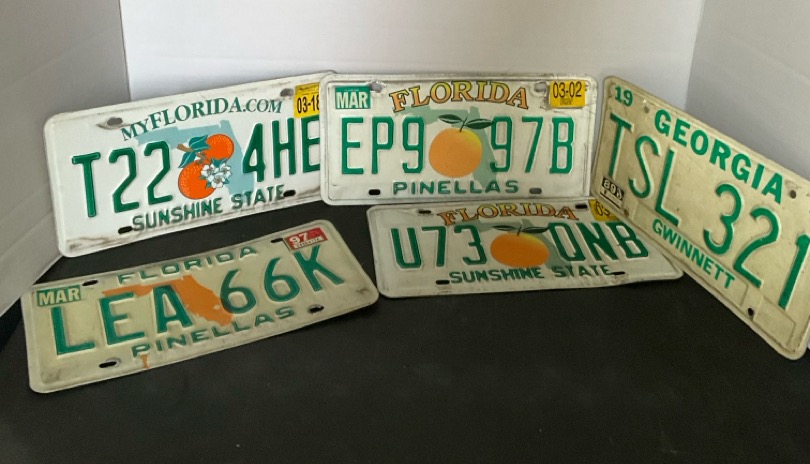 MYFLORIDA.COM
03-18
T22 4HE
SUNSHINE STATE
MAR
FLORIDA
03-02
EP9 97B
PINELLAS
19
GEORGIA
TSL 321
GWINNETT
FLORIDA
U73 QNB
SUNSHINE STATE
97
MAR
FLORIDA
LEA 66K
PINELLAS